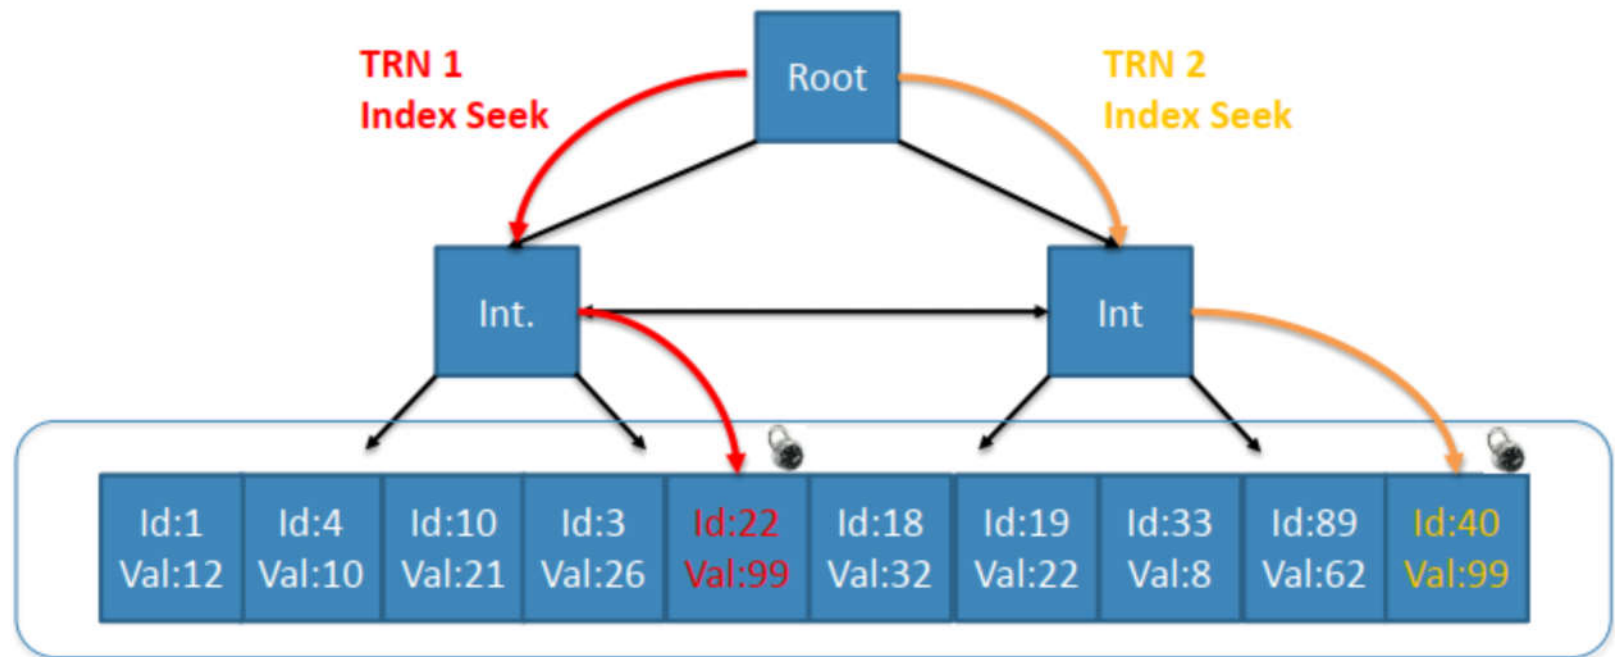 TRN 1
Index Seek
Root
TRN 2
Index Seek
Int.
Int
Id:1
Val:12
Id:4
Val:10
Id:10
Val:21
Id:3
Val:26
Id:22
Val:99
Id:18
Val:32
Id:19
Val:22
Id:33
Val:8
Id:89
Val:62
Id:40
Val:99